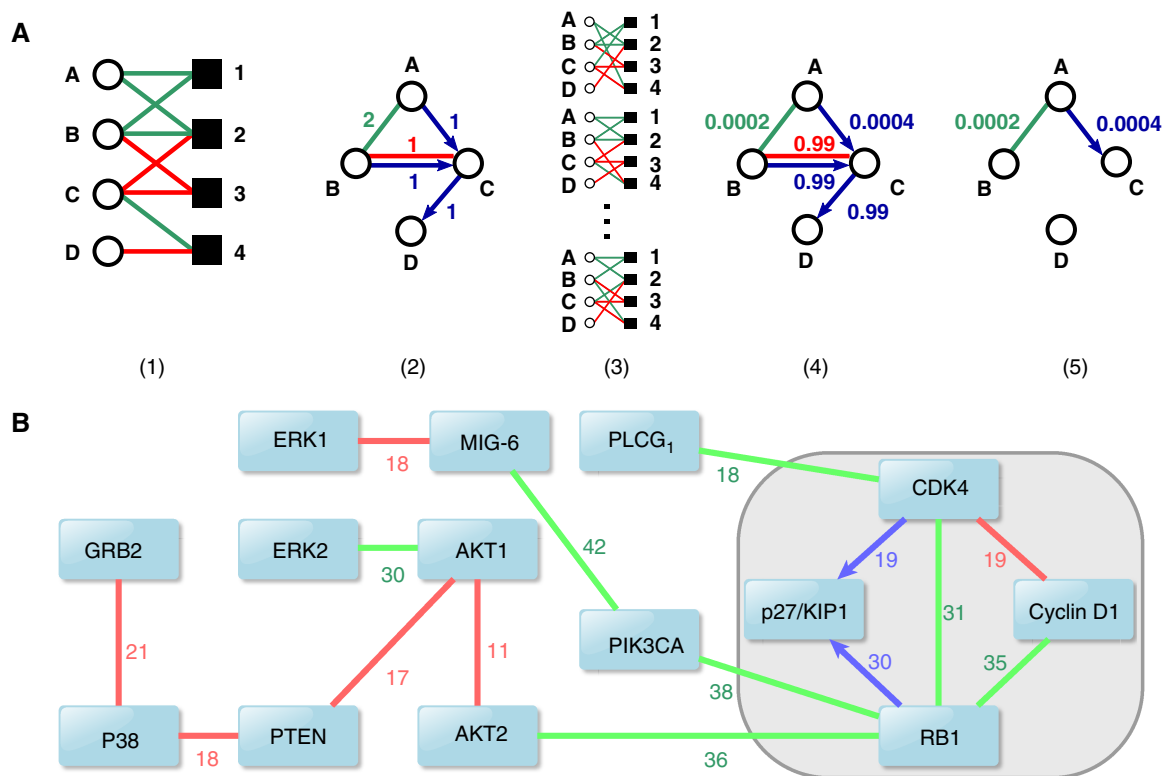 A
A
B
C
D
1
2
3
4
(1)
A
B
C
D
2
1
1
1
1
(2)
A
B
C
D
1
2
3
4
A
B
C
D
1
2
3
4
A
B
C
D
1
2
3
4
(3)
A
B
C
D
0.0002
0.0004
0.99
0.99
0.99
(4)
A
B
C
D
0.0002
0.0004
(5)
B
ERK1
18
MIG-6
PLCG1
18
CDK4
GRB2
ERK2
30
AKT1
42
19
19
p27/KIP1
31
Cyclin D1
21
17
11
PIK3CA
30
35
38
P38
18
PTEN
AKT2
36
RB1